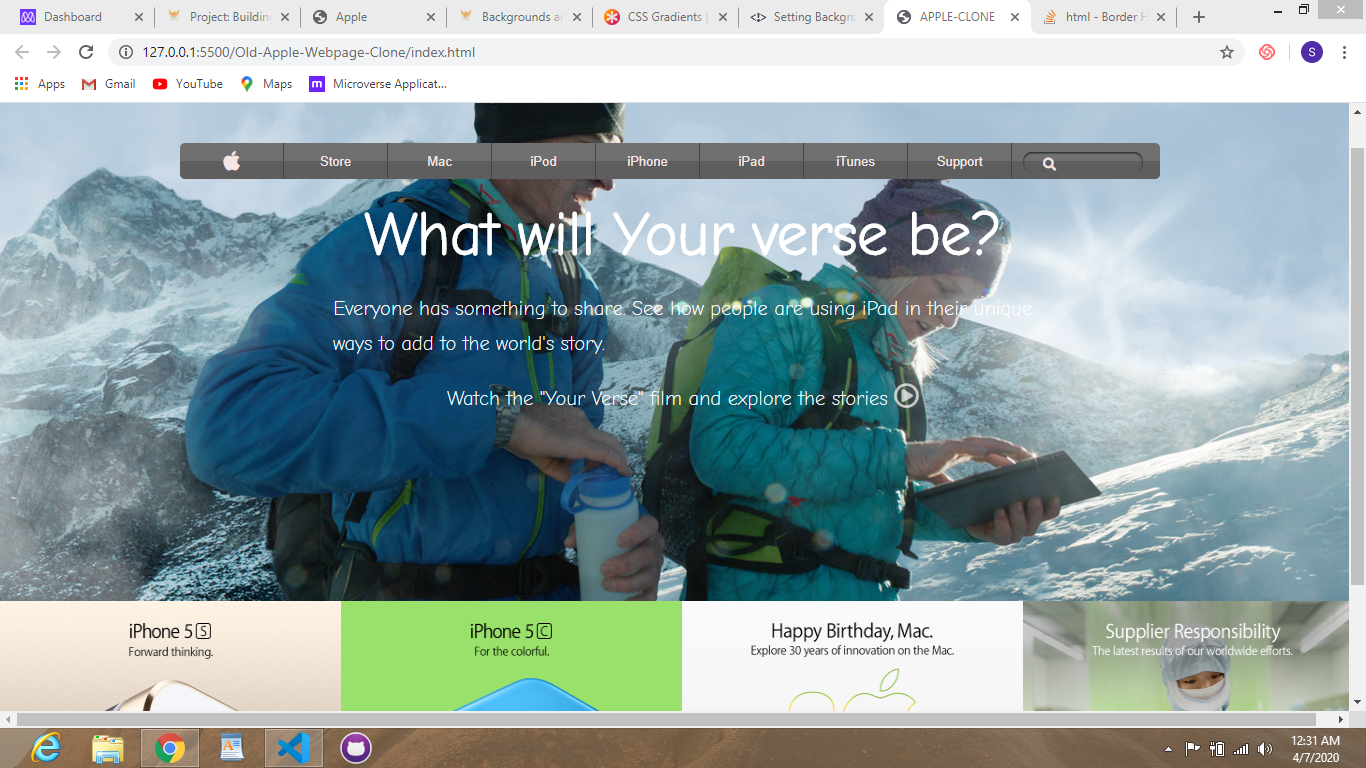 Dashboard
Project: Buildin
Apple
Backgrounds a
CSS Gradients
Setting Backgro
APPLE-CLONE
html - Border H
127.0.0.1:5500/Old-Apple-Webpage-Clone/index.html
S
Apps
Gmail
YouTube
Maps
m
Microverse Applicat...
Store
Mac
iPod
iPhone
iPad
iTunes
Support
What will Your verse be?
Everyone has something to share. See how people are using iPad in their unique
ways to add to the world's story.
Watch the "Your Verse" film and explore the stories
iPhone 5 S
Forward thinking.
iPhone 5 C
For the colorful.
Happy Birthday, Mac.
Explore 30 years of innovation on the Mac.
Supplier Responsibility
The latest results of our worldwide efforts.
12:31 AM
4/7/2020